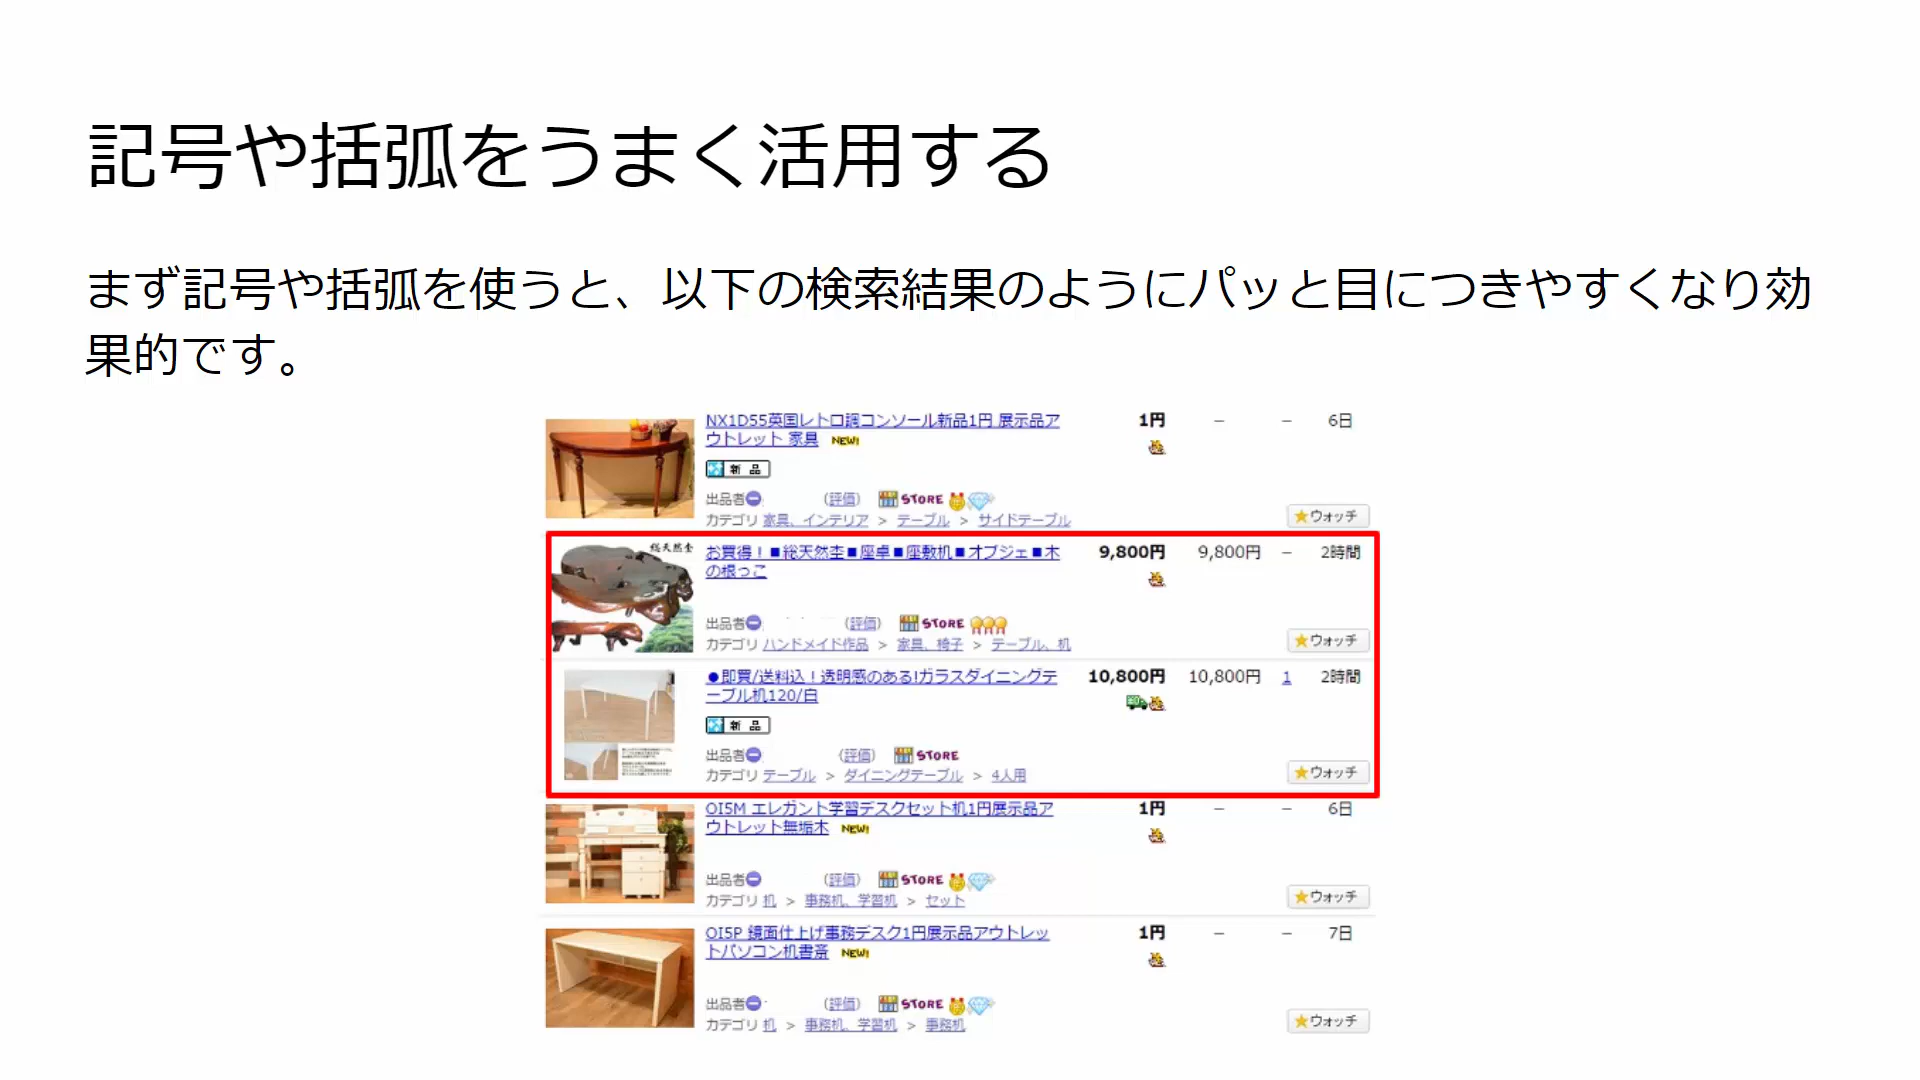 記号や括弧をうまく活用する
まず記号や括弧を使うと、以下の検索結果のようにパッと目につきやすくなり効
果的です。
NX1D55英国レトロ調コンソール新品1円 展示品ア 1円 － － 6日
ウトレット 家具 NEW!
新 品
出品者 （評価） STORE
カテゴリ 家具、インテリア > テーブル > サイドテーブル
ウォッチ
総天然杢
お買得！■総天然杢■座卓■座敷机■オブジェ■木 9,800円 9,800円 － 2時間
の根っこ
出品者 （評価） STORE
カテゴリ ハンドメイド作品 > 家具、椅子 > テーブル、机
ウォッチ
●即買/送料込！透明感のある!ガラスダイニングテ 10,800円 10,800円 1 2時間
ーブル机120/白
新 品
出品者 （評価） STORE
カテゴリ テーブル > ダイニングテーブル > 4人用
ウォッチ
OI5M エレガント学習デスクセット机1円展示品ア 1円 － － 6日
ウトレット無垢木 NEW!
出品者 （評価） STORE
カテゴリ 机 > 事務机、学習机 > セット
ウォッチ
OI5P 鏡面仕上げ事務デスク1円展示品アウトレッ 1円 － － 7日
トパソコン机書斎 NEW!
出品者 （評価） STORE
カテゴリ 机 > 事務机、学習机 > 事務机
ウォッチ